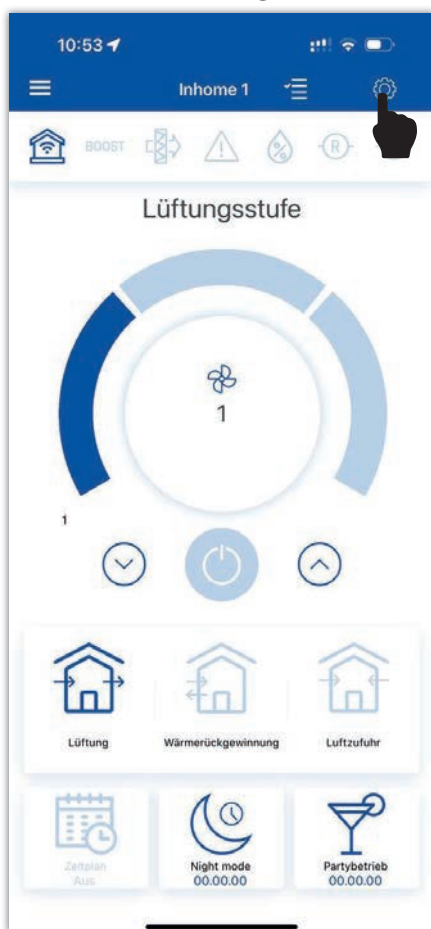 10:53
Inhome 1
BOOST
%
R
Lüftungsstufe
1
1
Lüftung Wärmerückgewinnung Luftzufuhr
Zeitplan Night mode Partybetrieb
Aus 00.00.00 00.00.00